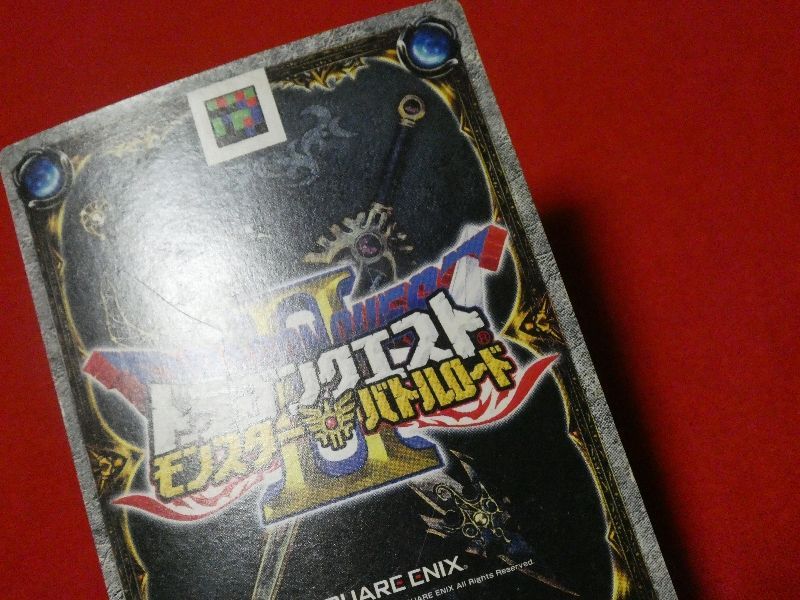 II
ドラゴンクエスト®
モンスター バトルロード
SQUARE ENIX®
SQUARE ENIX All Rights Reserved.